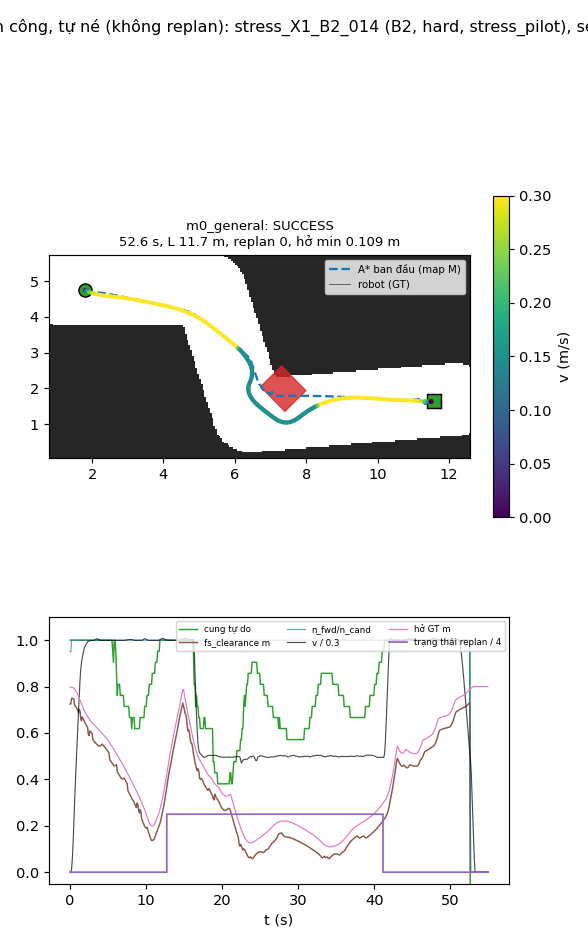 công, tự né (không replan): stress_X1_B2_014 (B2, hard, stress_pilot),
m0_general: SUCCESS
52.6 s, L 11.7 m, replan 0, hở min 0.109 m
A* ban đầu (map M)
robot (GT)
5
4
3
2
1
2
4
6
8
10
12
0.30
0.25
0.20
0.15
0.10
0.05
0.00
v (m/s)
cung tự do
fs_clearance m
n_fwd/n_cand
v / 0.3
hở GT m
trạng thái replan / 4
1.0
0.8
0.6
0.4
0.2
0.0
0
10
20
30
40
50
t (s)